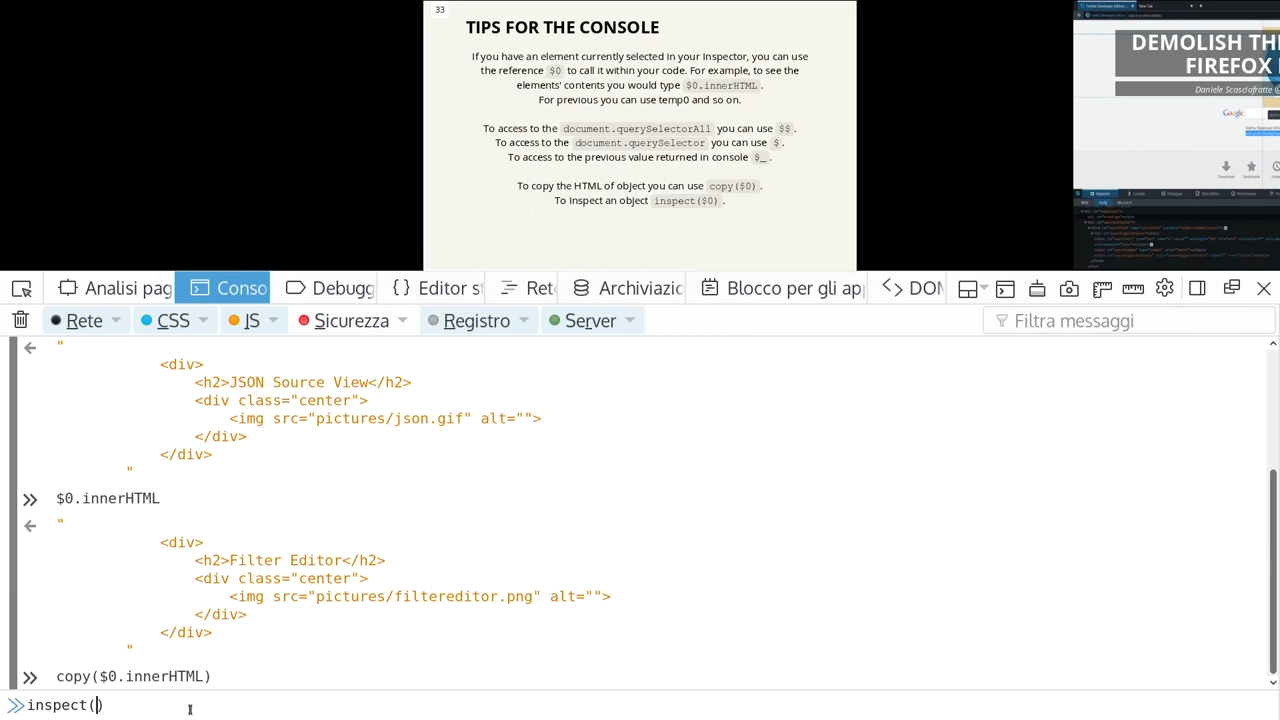 33
TIPS FOR THE CONSOLE
If you have an element currently selected in your Inspector, you can use
the reference $0 to call it within your code. For example, to see the
elements' contents you would type $0.innerHTML.
For previous you can use temp0 and so on.
To access to the document.querySelectorAll you can use $$.
To access to the document.querySelector you can use $.
To access to the previous value returned in console $_.
To copy the HTML of object you can use copy($0).
To inspect an object inspect($0).
DEMOLISH TH
FIREFOX
Daniele Scasciafratte @
Google
Analisi pag
Conso
Debugg
Editor s
Ret
Archiviazi
Blocco per gli ap
DOM
Rete
CSS
JS
Sicurezza
Registro
Server
Filtra messaggi
"
<div>
<h2>JSON Source View</h2>
<div class="center">
<img src="pictures/json.gif" alt="">
</div>
</div>
"
$0.innerHTML
"
<div>
<h2>Filter Editor</h2>
<div class="center">
<img src="pictures/filtereditor.png" alt="">
</div>
</div>
"
copy($0.innerHTML)
inspect()